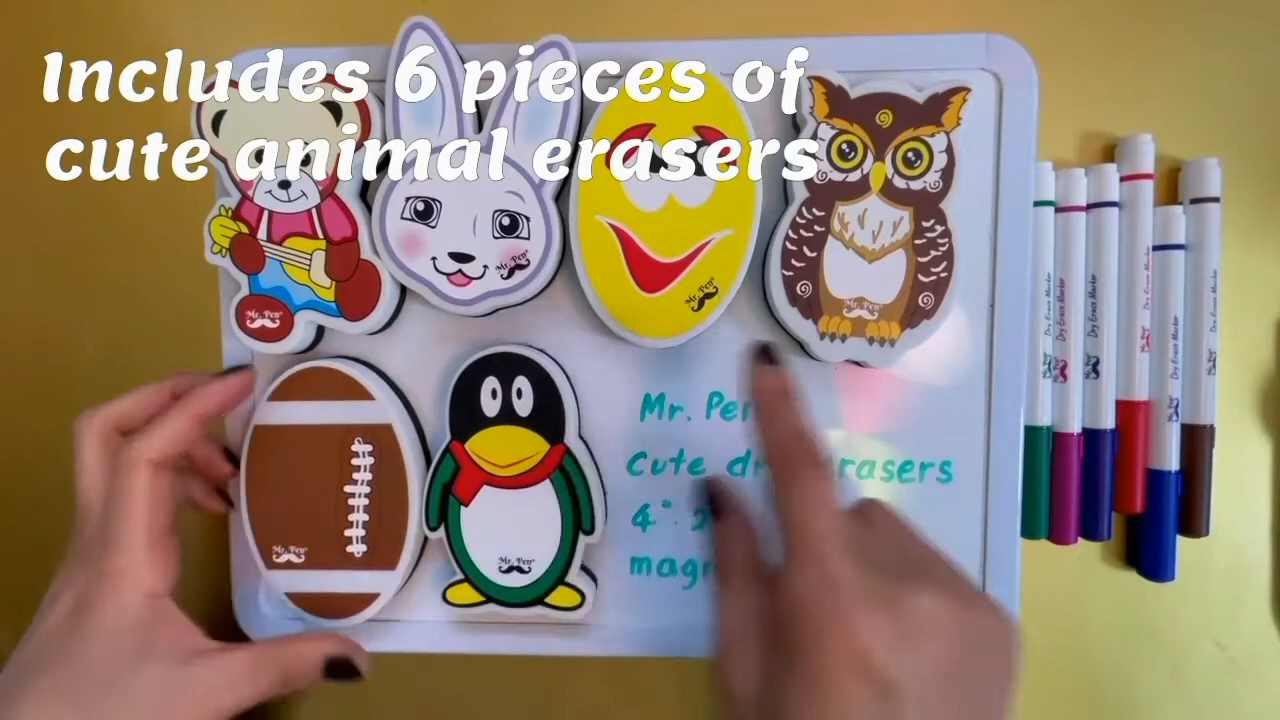 Includes 6 pieces of
cute animal erasers
Mr. Pen
Mr. Pen
Mr. Pen
Mr. Pen
Mr. Pen
Mr. Pen
Mr. Pen
Cute erasers
4"
Dry Erase Marker
Dry Erase Marker
Dry Erase Marker
Dry Erase Marker
Dry Erase Marker
Dry Erase Marker